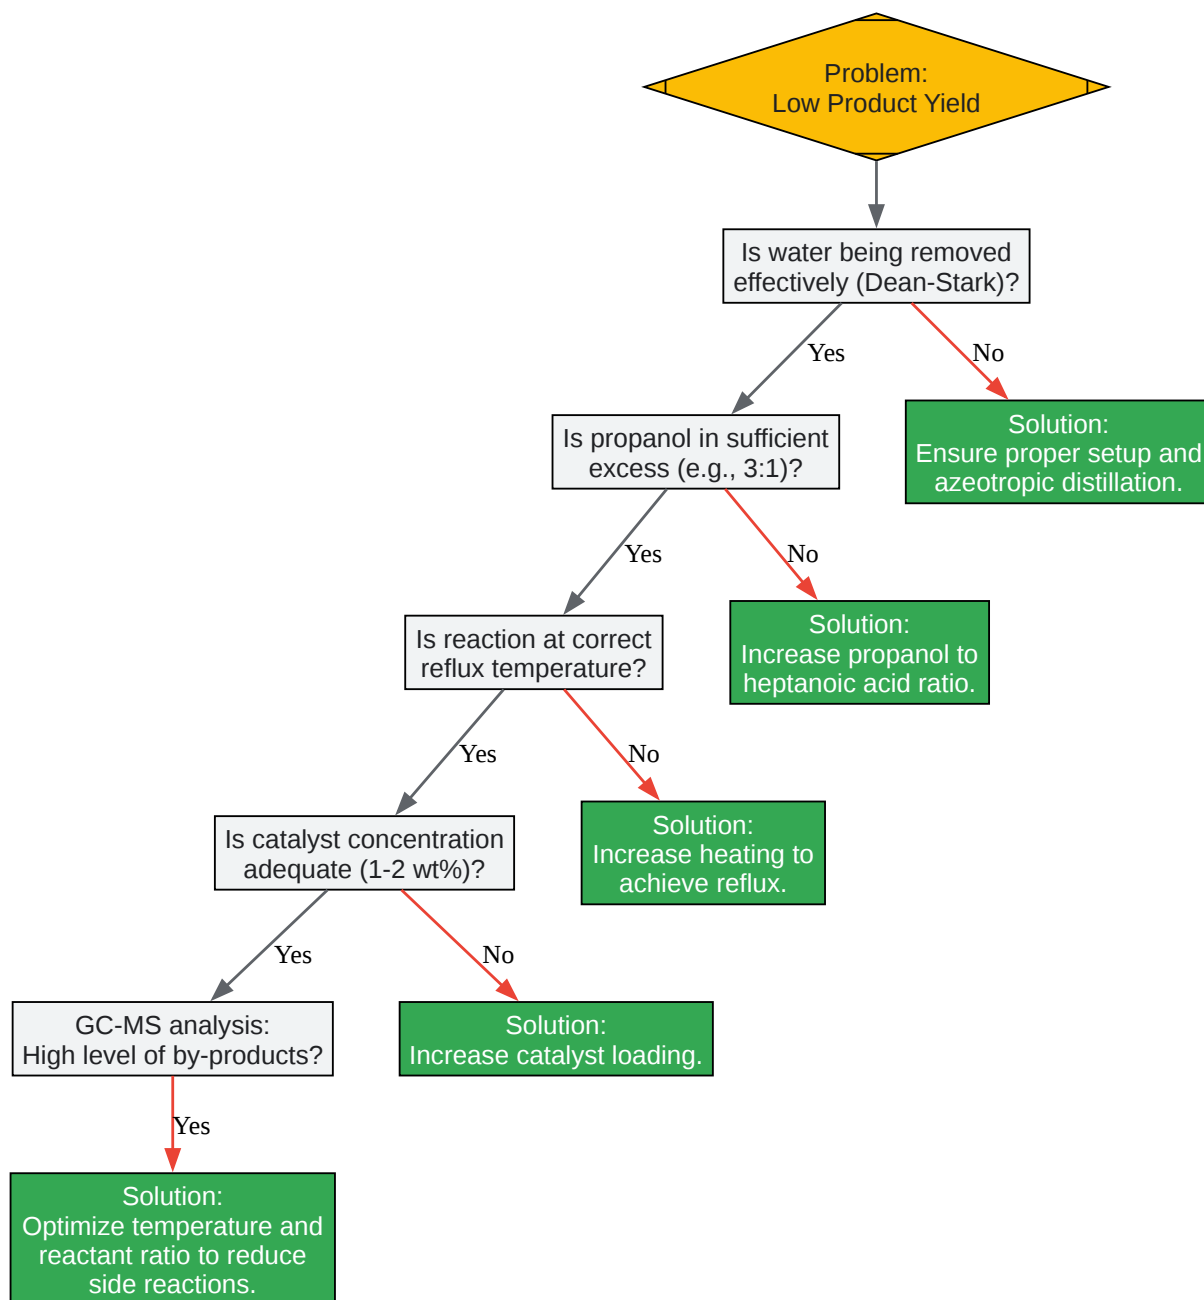 Problem:
Low Product Yield
Is water being removed
effectively (Dean-Stark)?
Yes
No
Is propanol in sufficient
excess (e.g., 3:1)?
Solution:
Ensure proper setup and
azeotropic distillation.
Yes
No
Is reaction at correct
reflux temperature?
Solution:
Increase propanol to
heptanoic acid ratio.
Yes
No
Is catalyst concentration
adequate (1-2 wt%)?
Solution:
Increase heating to
achieve reflux.
Yes
No
GC-MS analysis:
High level of by-products?
Solution:
Increase catalyst loading.
Yes
Solution:
Optimize temperature and
reactant ratio to reduce
side reactions.